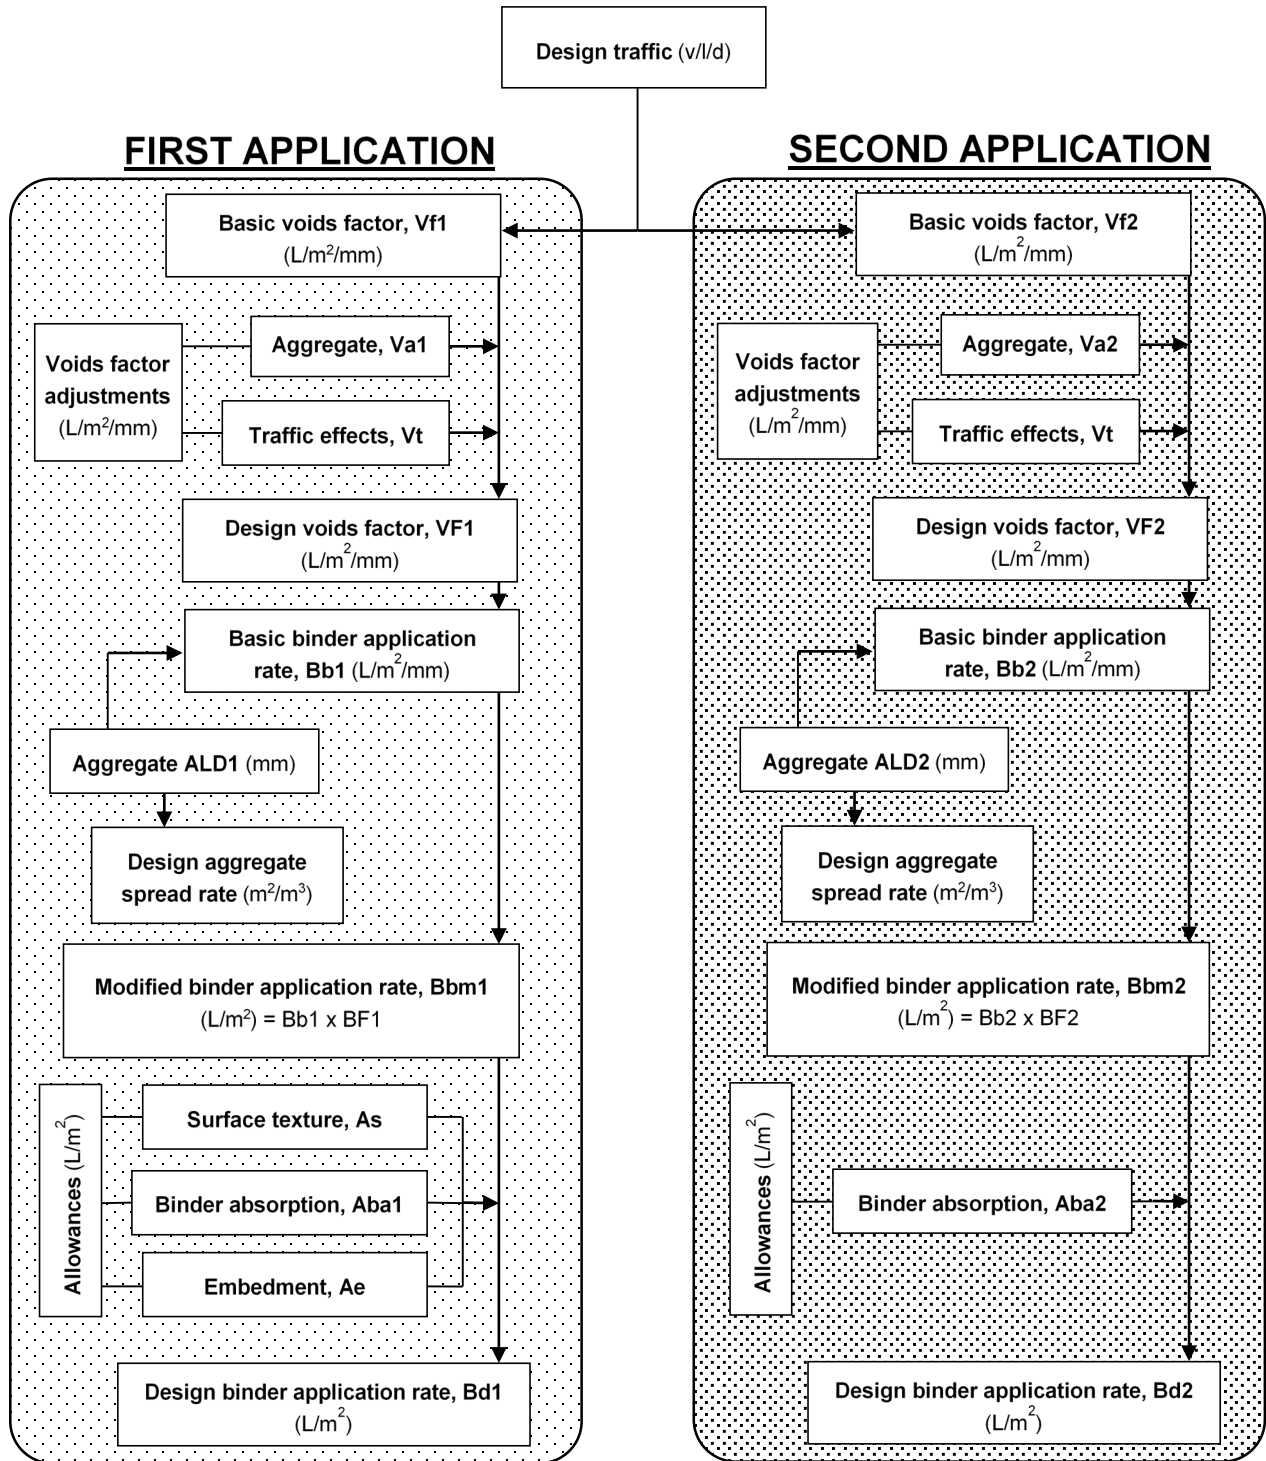 Design traffic (v/l/d)
FIRST APPLICATION
Basic voids factor, Vf1
(L/m²/mm)
Voids factor
adjustments
(L/m²/mm)
Aggregate, Va1
Traffic effects, Vt
Design voids factor, VF1
(L/m²/mm)
Basic binder application
rate, Bb1 (L/m²/mm)
Aggregate ALD1 (mm)
Design aggregate
spread rate (m²/m³)
Modified binder application rate, Bbm1
(L/m²) = Bb1 x BF1
Allowances (L/m²)
Surface texture, As
Binder absorption, Aba1
Embedment, Ae
Design binder application rate, Bd1
(L/m²)
SECOND APPLICATION
Basic voids factor, Vf2
(L/m²/mm)
Voids factor
adjustments
(L/m²/mm)
Aggregate, Va2
Traffic effects, Vt
Design voids factor, VF2
(L/m²/mm)
Basic binder application
rate, Bb2 (L/m²/mm)
Aggregate ALD2 (mm)
Design aggregate
spread rate (m²/m³)
Modified binder application rate, Bbm2
(L/m²) = Bb2 x BF2
Allowances (L/m²)
Binder absorption, Aba2
Design binder application rate, Bd2
(L/m²)